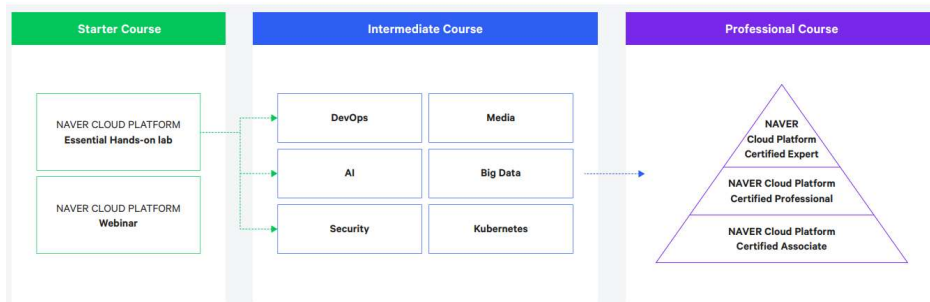 Starter Course
NAVER CLOUD PLATFORM
Essential Hands-on lab
NAVER CLOUD PLATFORM
Webinar
Intermediate Course
DevOps
Media
AI
Big Data
Security
Kubernetes
Professional Course
NAVER
Cloud Platform
Certified Expert
NAVER Cloud Platform
Certified Professional
NAVER Cloud Platform
Certified Associate